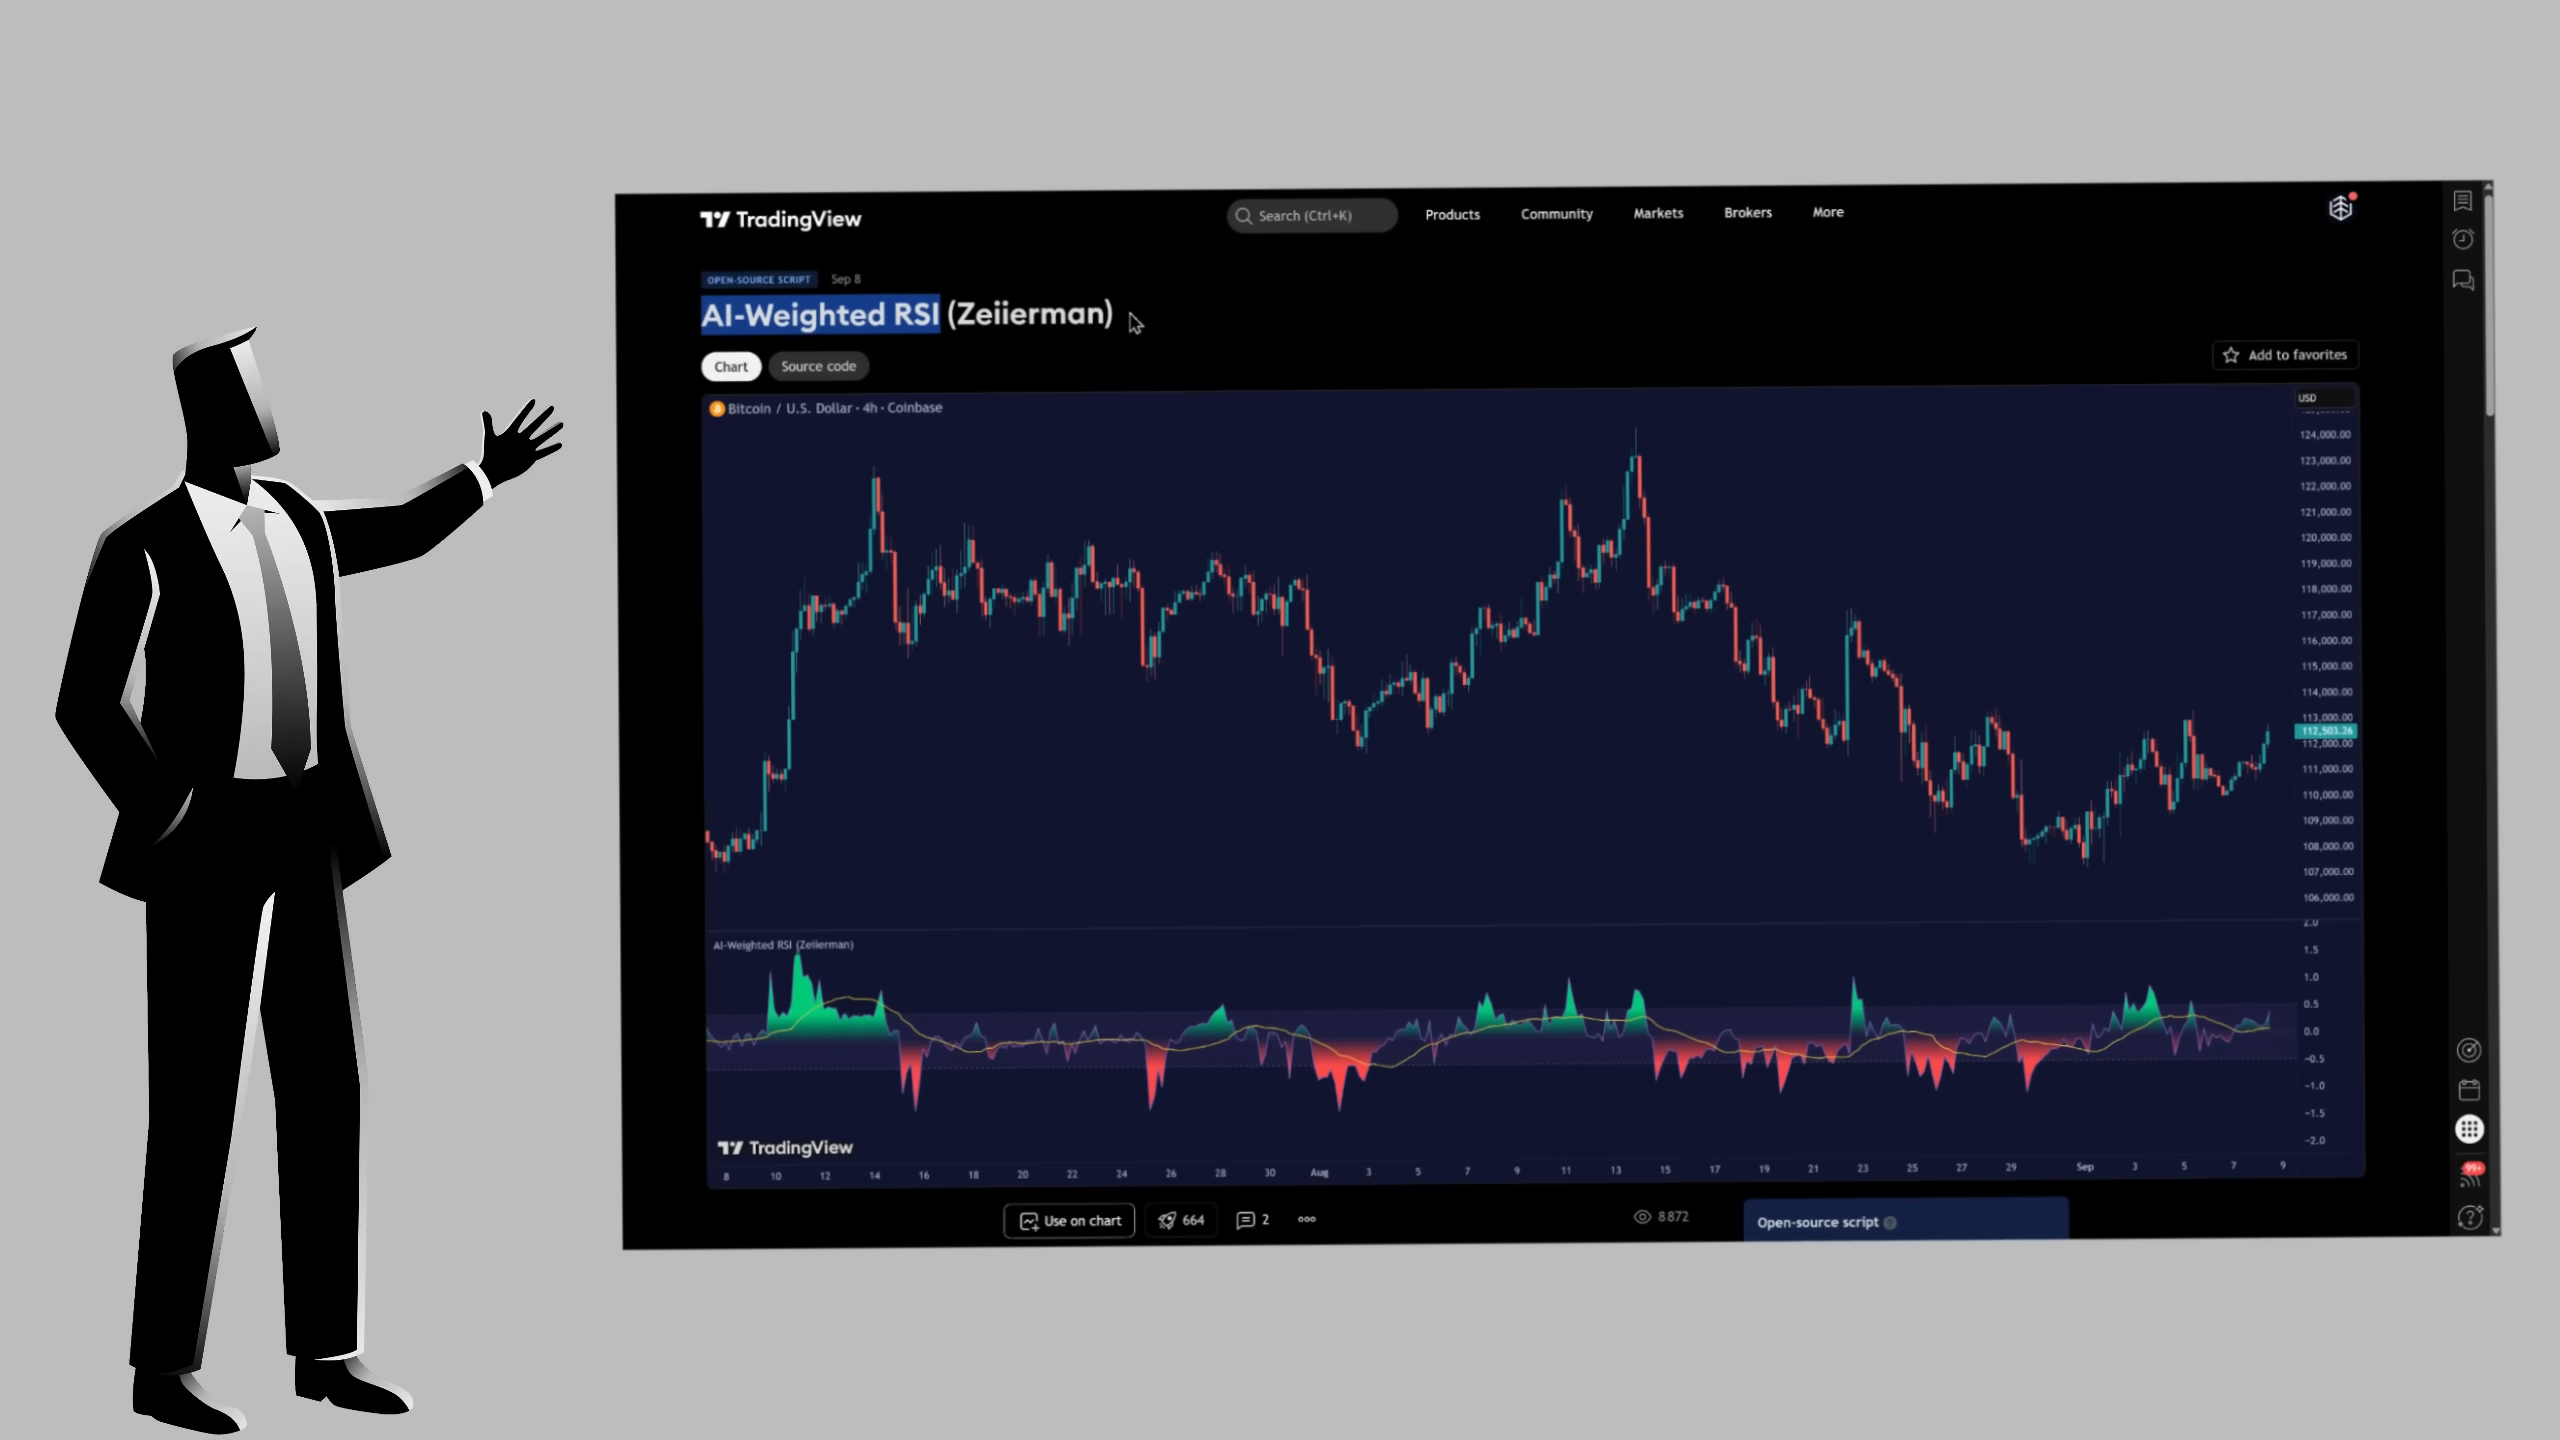 TradingView
Search (Ctrl+K)
Products
Community
Markets
Brokers
More
OPEN-SOURCE SCRIPT
Sep 8
AI-Weighted RSI (Zeiierman)
Chart
Source code
Add to favorites
Bitcoin / U.S. Dollar · 4h · Coinbase
USD
124,000.00
123,000.00
122,000.00
121,000.00
120,000.00
119,000.00
118,000.00
117,000.00
116,000.00
115,000.00
114,000.00
113,000.00
112,503.26
112,000.00
111,000.00
110,000.00
109,000.00
108,000.00
107,000.00
106,000.00
AI-Weighted RSI (Zeiierman)
2.0
1.5
1.0
0.5
0.0
−0.5
−1.0
−1.5
−2.0
TradingView
8 10 12 14 16 18 20 22 24 26 28 30 Aug 3 5 7 9 11 13 15 17 19 21 23 25 27 29 Sep 3 5 7 9
99+
Use on chart
664
2
8872
Open-source script